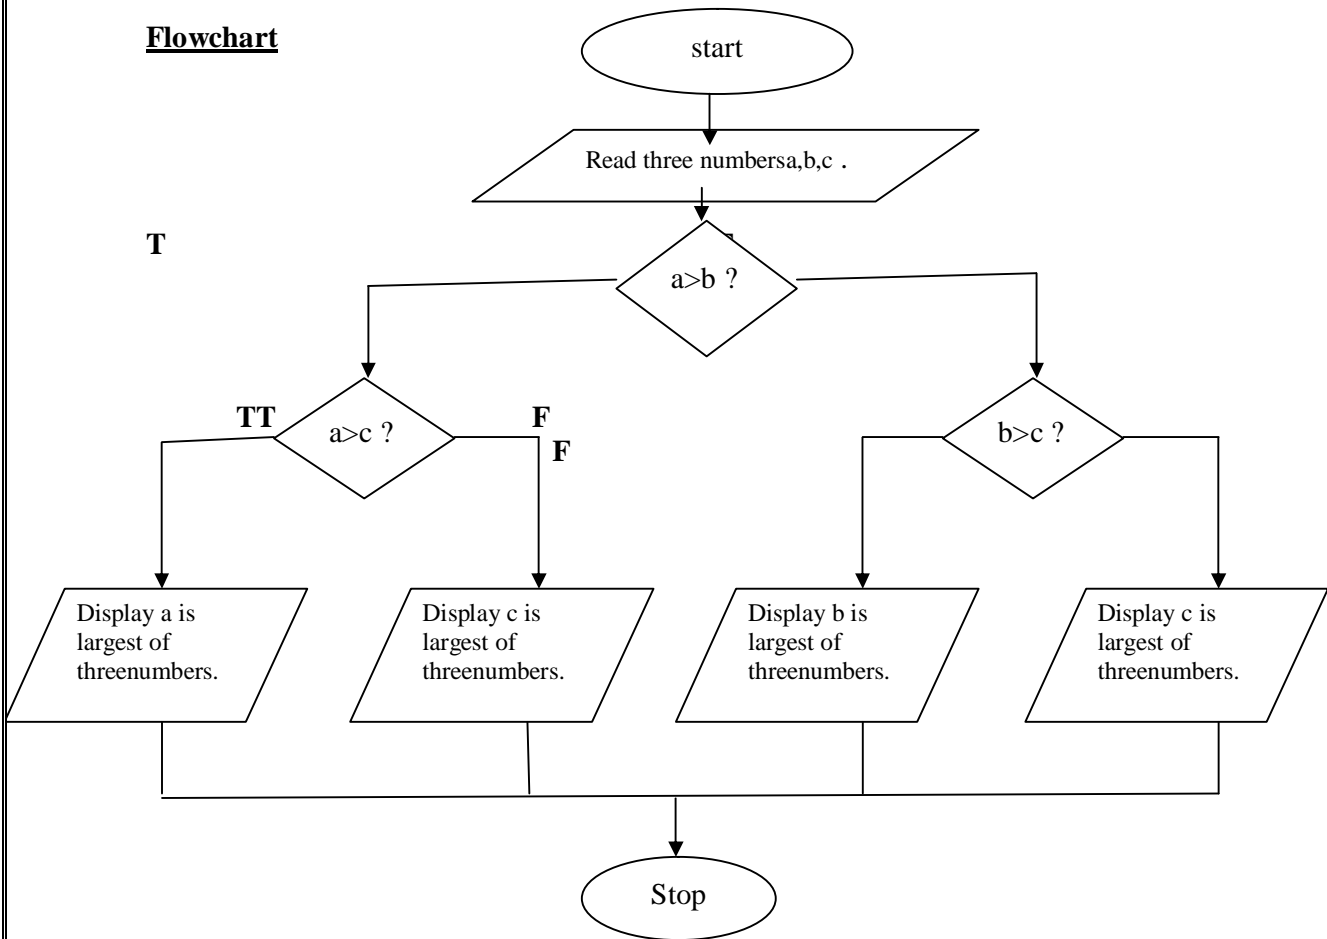 Flowchart
start
Read three numbersa,b,c .
T
a>b ?
TT
a>c ?
F
F
b>c ?
Display a is
largest of
threenumbers.
Display c is
largest of
threenumbers.
Display b is
largest of
threenumbers.
Display c is
largest of
threenumbers.
Stop